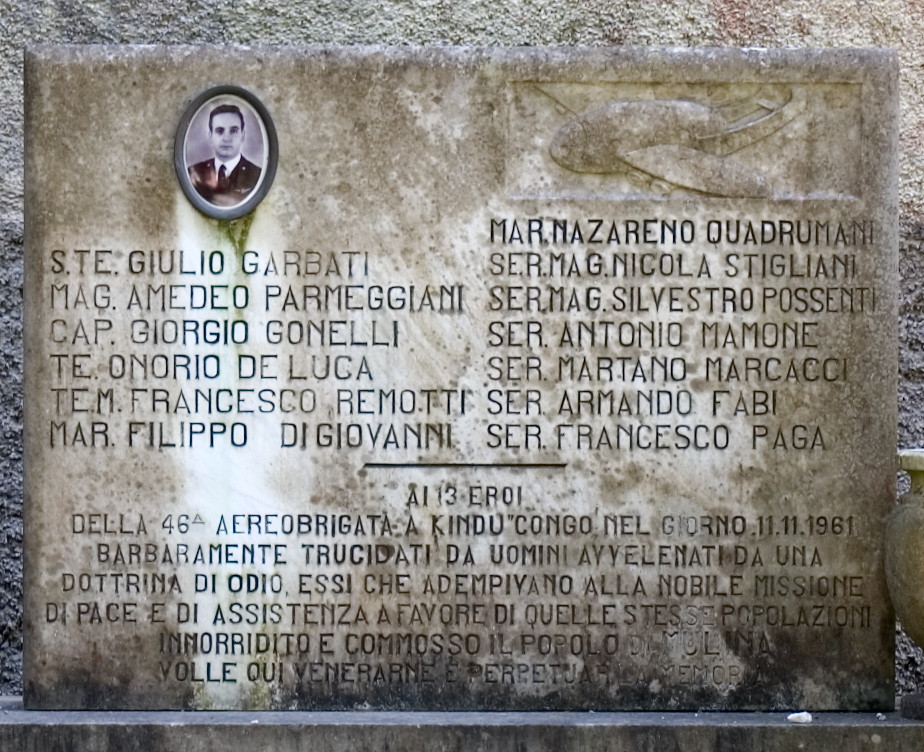 S.TE. GIULIO GARBATI
MAG. AMEDEO PARMEGGIANI
CAP. GIORGIO GONELLI
TE. ONORIO DE LUCA
TE.M. FRANCESCO REMOTTI
MAR. FILIPPO DI GIOVANNI
MAR. NAZARENO QUADRUMANI
SER.MAG. NICOLA STIGLIANI
SER.MAG. SILVESTRO POSSENTI
SER. ANTONIO MAMONE
SER. MARTANO MARCACCI
SER. ARMANDO FABI
SER. FRANCESCO PAGA
AI 13 EROI
DELLA 46ᴬ AEREOBRIGATA A KINDU "CONGO, NEL GIORNO 11.11.1961
BARBARAMENTE TRUCIDATI DA UOMINI AVVELENATI DA UNA
DOTTRINA DI ODIO, ESSI CHE ADEMPIVANO ALLA NOBILE MISSIONE
DI PACE E DI ASSISTENZA A FAVORE DI QUELLE STESSE POPOLAZIONI
INNORRIDITO E COMMOSSO IL POPOLO DI MULINA
VOLLE QUI VENERARNE E PERPETUAR LA MEMORIA